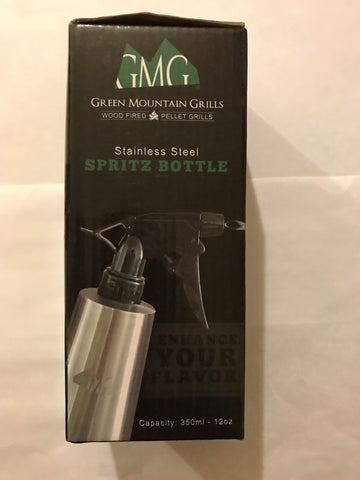 GMG
GREEN MOUNTAIN GRILLS
WOOD FIRED PELLET GRILLS
Stainless Steel
SPRITZ BOTTLE
ENHANCE
YOUR
FLAVOR
Capacity: 350ml - 12oz